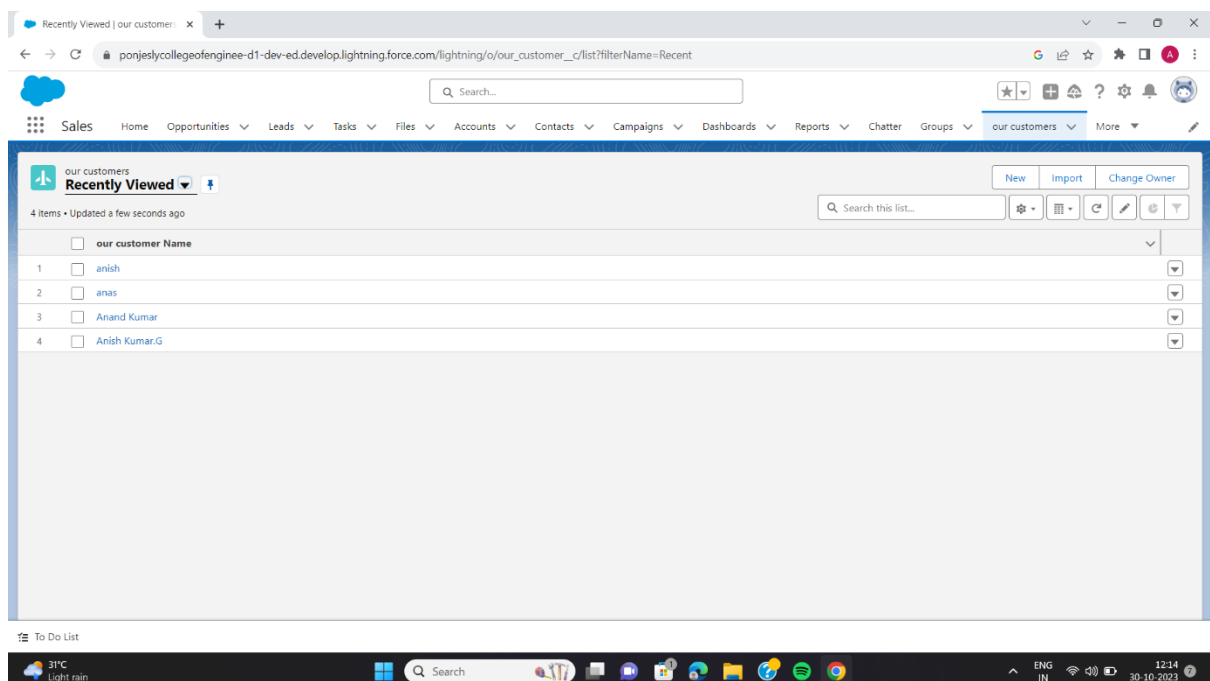 Recently Viewed | our customers
ponjeslycollegeofenginee-d1-dev-ed.develop.lightning.force.com/lightning/o/our_customer__c/list?filterName=Recent
G
A
Search...
Sales Home Opportunities Leads Tasks Files Accounts Contacts Campaigns Dashboards Reports Chatter Groups our customers More
our customers
Recently Viewed
New Import Change Owner
4 items • Updated a few seconds ago
Search this list...
our customer Name
1 anish
2 anas
3 Anand Kumar
4 Anish Kumar.G
To Do List
31°C
Light rain
Search
ENG
IN
12:14
30-10-2023